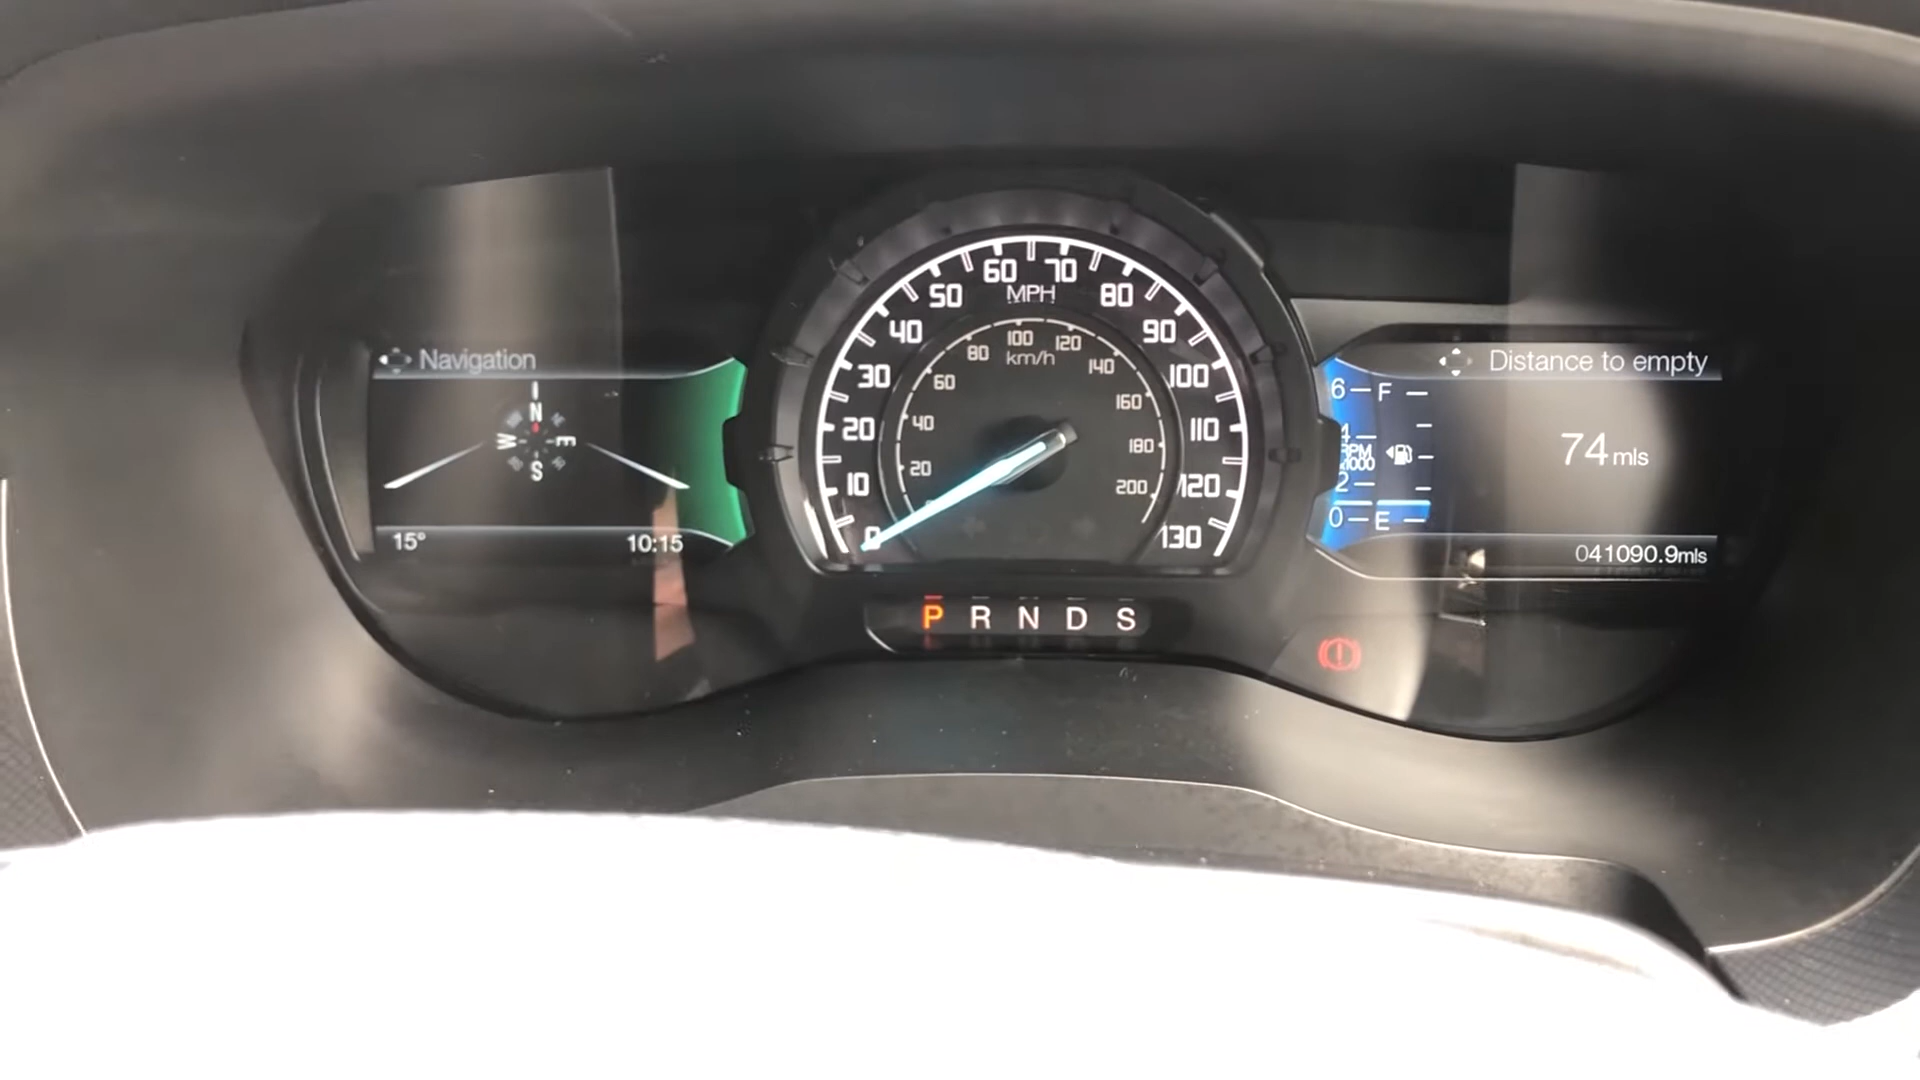 Navigation
N
W E
S
15° 10:15
0 10 20 30 40 50 60 70 80 90 100 110 120 130
MPH
20 40 60 80 100 120 140 160 180 200
km/h
P R N D S
Distance to empty
6 F
4
RPM
x1000
2
0 E
74 mls
041090.9mls